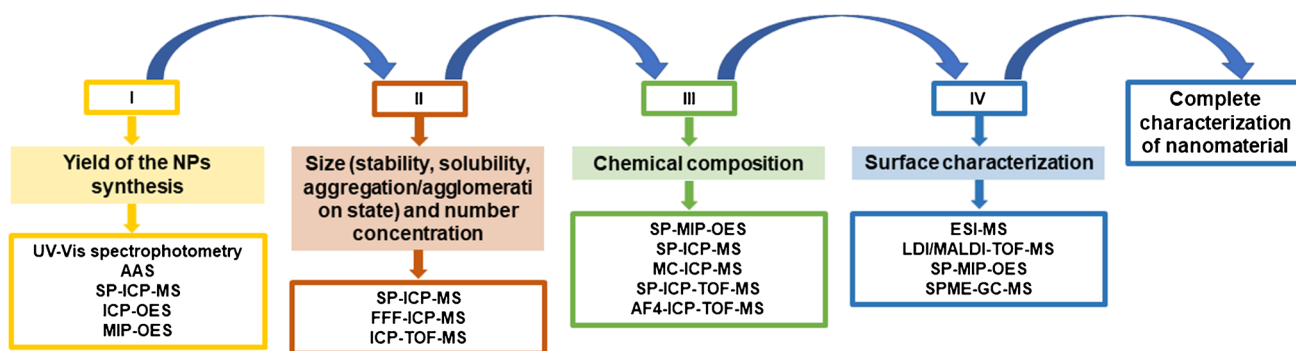 I
Yield of the NPs
synthesis
UV-Vis spectrophotometry
AAS
SP-ICP-MS
ICP-OES
MIP-OES
II
Size (stability, solubility,
aggregation/agglomerati
on state) and number
concentration
SP-ICP-MS
FFF-ICP-MS
ICP-TOF-MS
III
Chemical composition
SP-MIP-OES
SP-ICP-MS
MC-ICP-MS
SP-ICP-TOF-MS
AF4-ICP-TOF-MS
IV
Surface characterization
ESI-MS
LDI/MALDI-TOF-MS
SP-MIP-OES
SPME-GC-MS
Complete
characterization
of nanomaterial